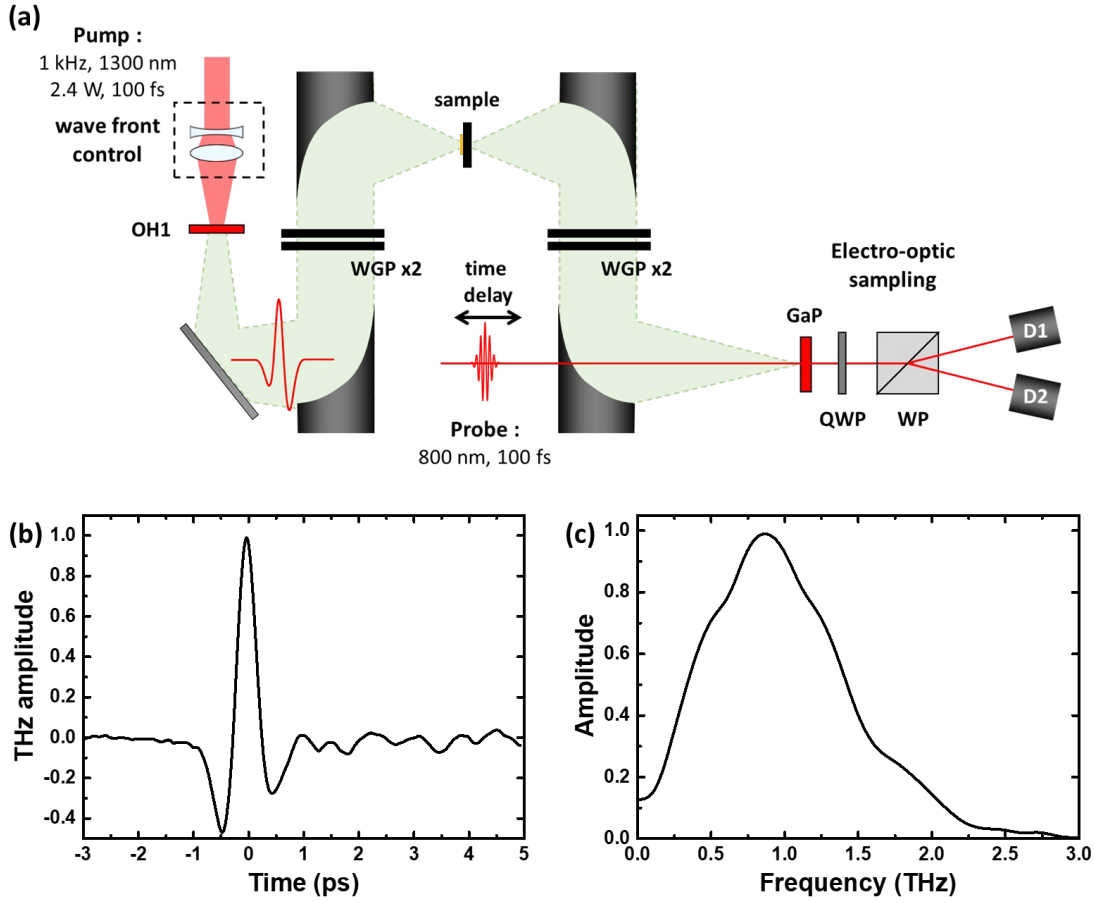 (a)
Pump :
1 kHz, 1300 nm
2.4 W, 100 fs
wave front
control
OH1
sample
WGP x2
WGP x2
time
delay
Probe :
800 nm, 100 fs
Electro-optic
sampling
GaP
QWP
WP
D1
D2
(b)
THz amplitude
1.0
0.8
0.6
0.4
0.2
0.0
-0.2
-0.4
-3 -2 -1 0 1 2 3 4 5
Time (ps)
(c)
Amplitude
1.0
0.8
0.6
0.4
0.2
0.0
0.0 0.5 1.0 1.5 2.0 2.5 3.0
Frequency (THz)